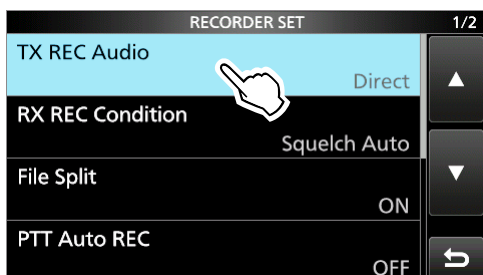 RECORDER SET 1/2
TX REC Audio
Direct
RX REC Condition
Squelch Auto
File Split
ON
PTT Auto REC
OFF